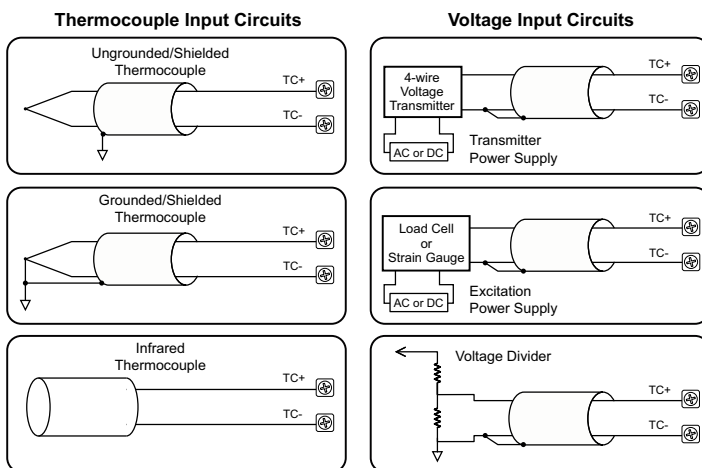 Thermocouple Input Circuits
Ungrounded/Shielded
Thermocouple
TC+
TC-
Grounded/Shielded
Thermocouple
TC+
TC-
Infrared
Thermocouple
TC+
TC-
Voltage Input Circuits
4-wire
Voltage
Transmitter
TC+
TC-
AC or DC
Transmitter
Power Supply
Load Cell
or
Strain Gauge
TC+
TC-
AC or DC
Excitation
Power Supply
Voltage Divider
TC+
TC-